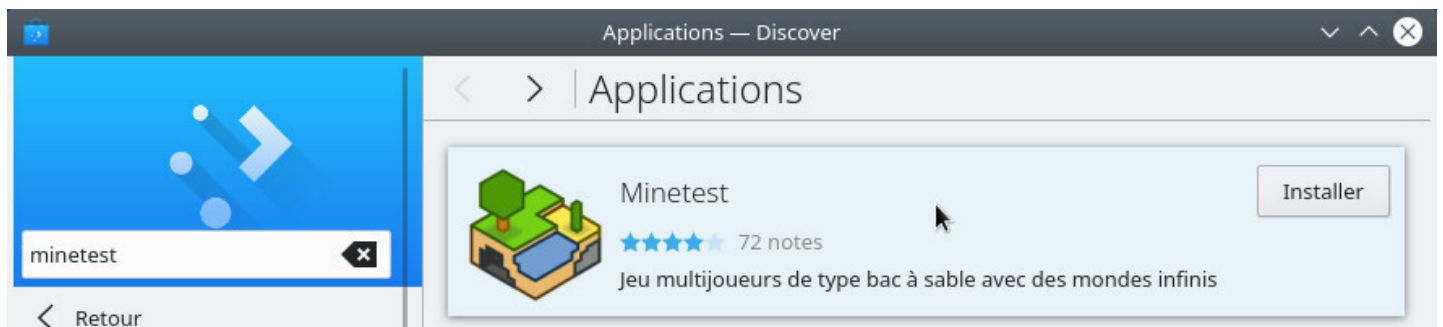 Applications — Discover
Applications
minetest
Retour
Minetest
Installer
72 notes
Jeu multijoueurs de type bac à sable avec des mondes infinis